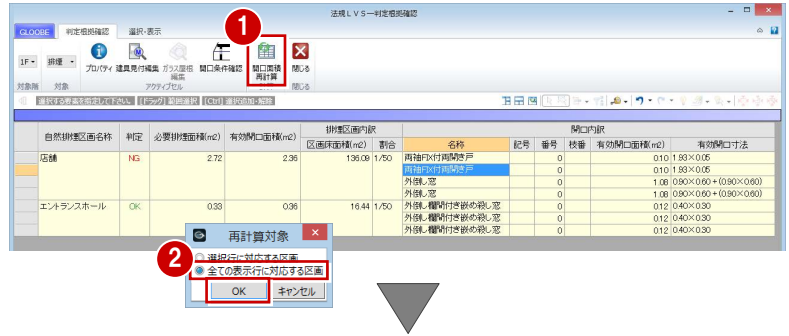 法規LVS－判定根拠確認
GLOOBE 判定根拠確認 選択・表示
1
1F 排煙 プロパティ 建具見付編集 ガラス屋根編集 開口条件確認 開口面積再計算 閉じる
対象階 対象 アクティブセル 閉じる
選択する要素を指定して下さい。 [ドラッグ] 範囲選択 [Ctrl] 選択追加・解除
自然排煙区画名称 判定 必要排煙面積(m2) 有効開口面積(m2) 排煙区画内訳 開口内訳
区画床面積(m2) 割合 名称 記号 番号 枝番 有効開口面積(m2) 有効開口寸法
店舗 NG 2.72 2.36 136.09 1/50 両袖FIX付両開き戸 0 0.10 1.93×0.05
両袖FIX付両開き戸 0 0.10 1.93×0.05
外倒し窓 0 1.08 0.90×0.60+(0.90×0.60)
外倒し窓 0 1.08 0.90×0.60+(0.90×0.60)
エントランスホール OK 0.33 0.36 16.44 1/50 外倒し欄間付き嵌め殺し窓 0 0.12 0.40×0.30
外倒し欄間付き嵌め殺し窓 0 0.12 0.40×0.30
外倒し欄間付き嵌め殺し窓 0 0.12 0.40×0.30
再計算対象
2
選択行に対応する区画
全ての表示行に対応する区画
OK キャンセル